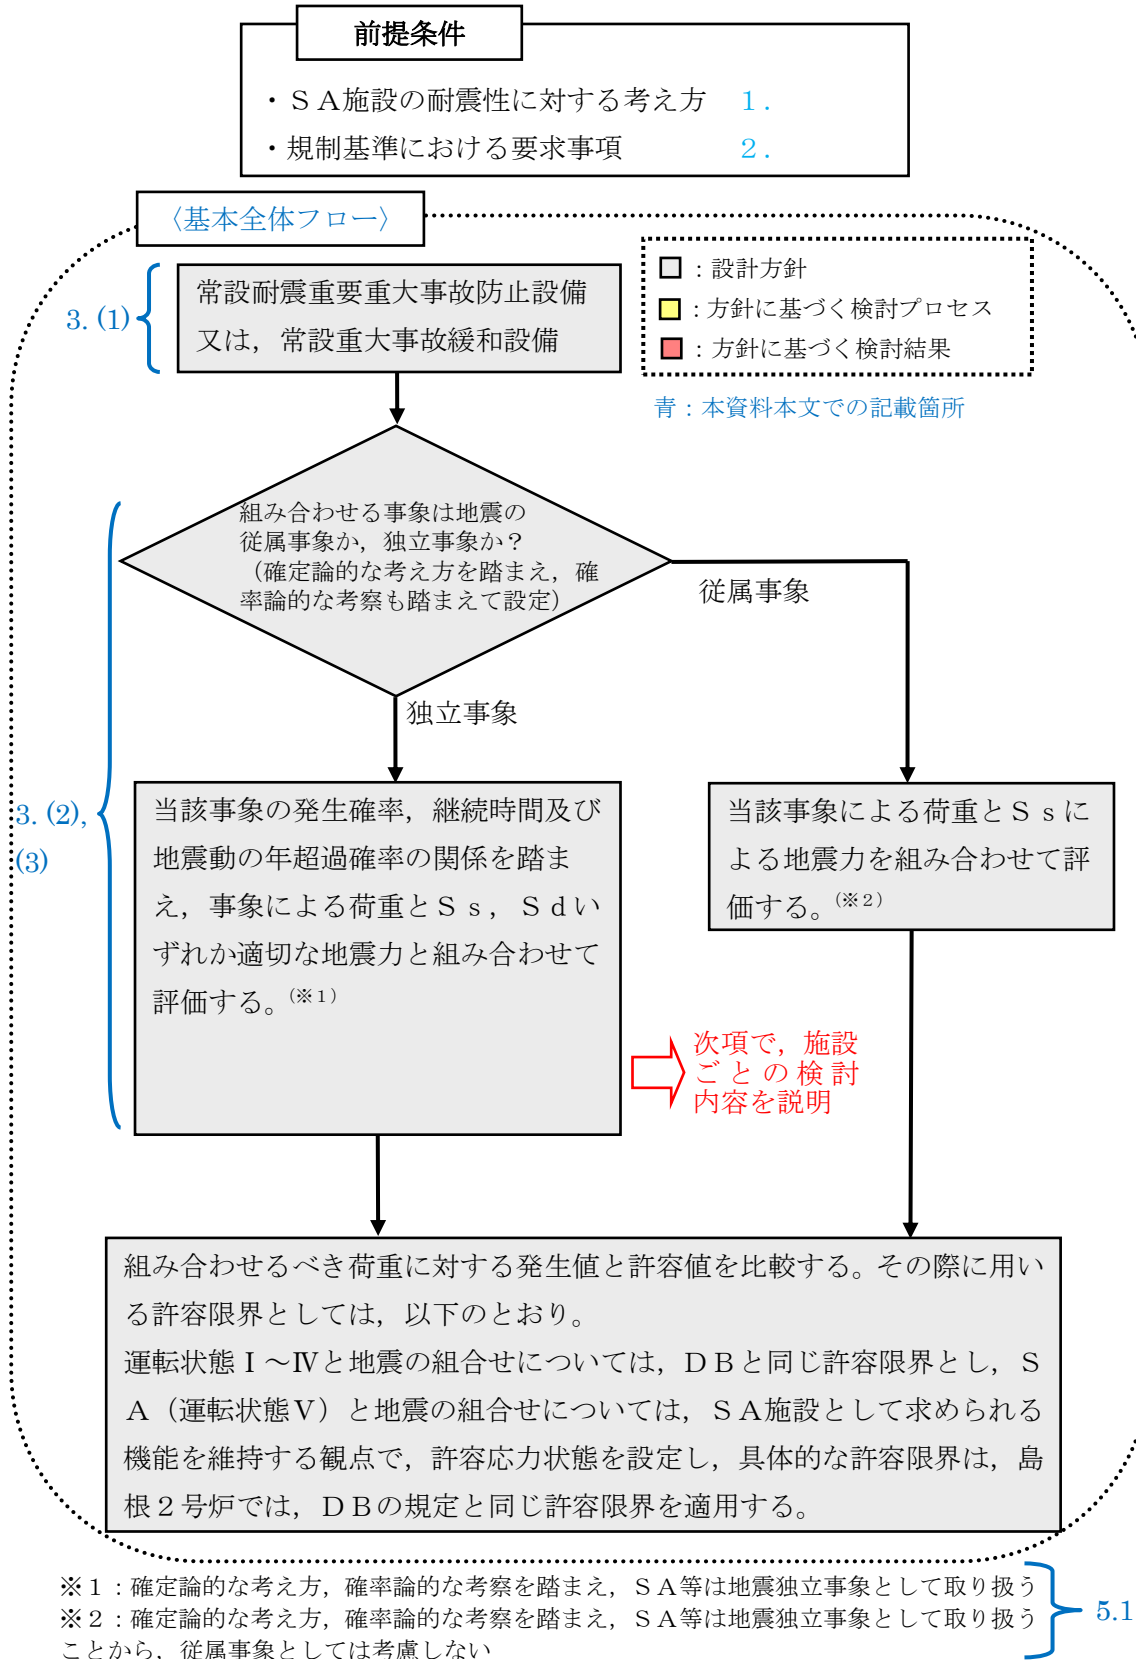 前提条件
・ＳＡ施設の耐震性に対する考え方　１．
・規制基準における要求事項　２．
〈基本全体フロー〉
：設計方針
：方針に基づく検討プロセス
：方針に基づく検討結果
青：本資料本文での記載箇所
3. (1)
常設耐震重要重大事故防止設備
又は，常設重大事故緩和設備
組み合わせる事象は地震の
従属事象か，独立事象か？
（確定論的な考え方を踏まえ，確
率論的な考察も踏まえて設定）
従属事象
独立事象
3. (2),
(3)
当該事象の発生確率，継続時間及び
地震動の年超過確率の関係を踏ま
え，事象による荷重とＳｓ，Ｓｄい
ずれか適切な地震力と組み合わせて
評価する。(※１)
当該事象による荷重とＳｓに
よる地震力を組み合わせて評
価する。(※２)
次項で，施設
ごとの検討
内容を説明
組み合わせるべき荷重に対する発生値と許容値を比較する。その際に用い
る許容限界としては，以下のとおり。
運転状態Ⅰ～Ⅳと地震の組合せについては，ＤＢと同じ許容限界とし，Ｓ
Ａ（運転状態Ⅴ）と地震の組合せについては，ＳＡ施設として求められる
機能を維持する観点で，許容応力状態を設定し，具体的な許容限界は，島
根２号炉では，ＤＢの規定と同じ許容限界を適用する。
※１：確定論的な考え方，確率論的な考察を踏まえ，ＳＡ等は地震独立事象として取り扱う
※２：確定論的な考え方，確率論的な考察を踏まえ，ＳＡ等は地震独立事象として取り扱う
ことから，従属事象としては考慮しない
5.1